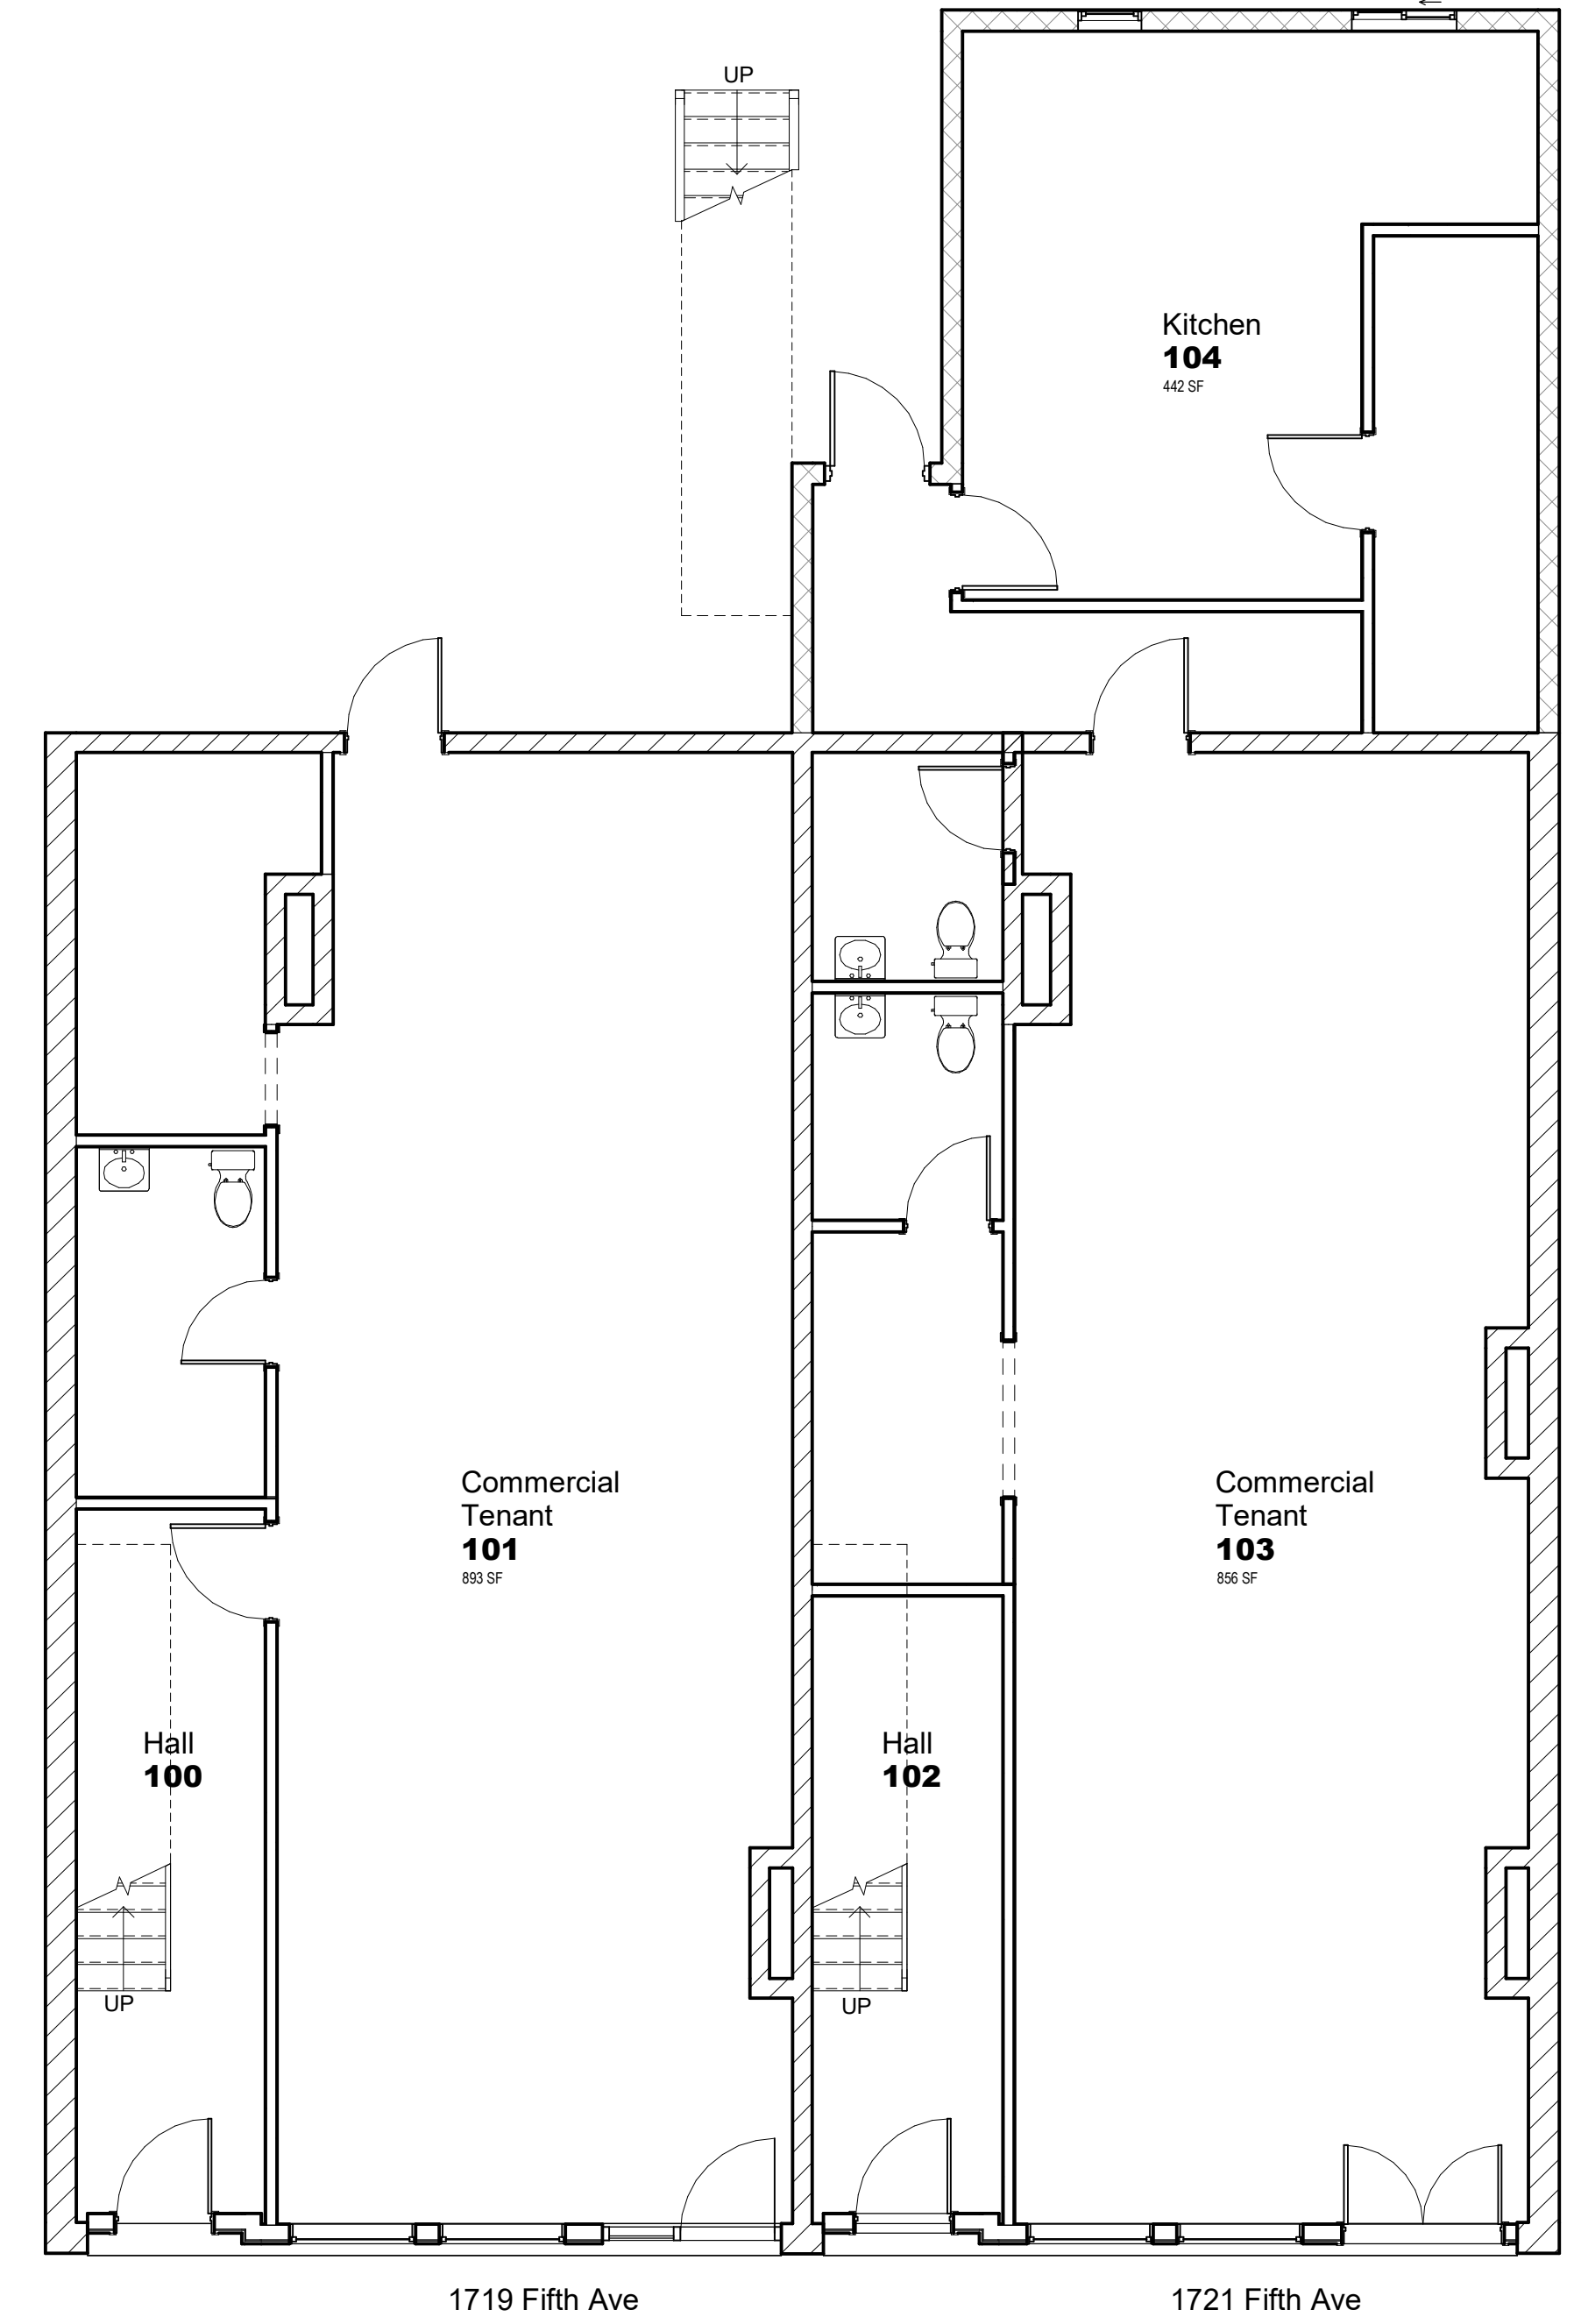 UP
Kitchen
104
442 SF
Commercial
Tenant
101
893 SF
Commercial
Tenant
103
856 SF
Hall
100
Hall
102
UP
UP
1719 Fifth Ave
1721 Fifth Ave